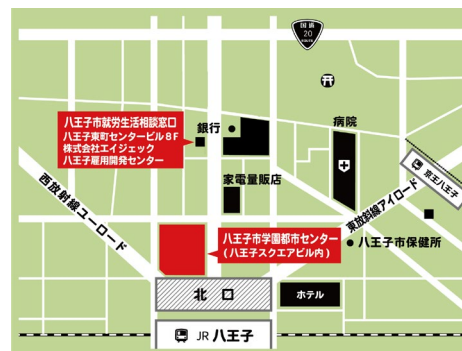 国道
20
ROUTE
八王子市就労生活相談窓口
八王子東町センタービル8F
株式会社エイジェック
八王子雇用開発センター
銀行
病院
家電量販店
京王八王子
西放射線ユーロード
東放斜線アイロード
八王子市学園都市センター
(八王子スクエアビル内)
八王子市保健所
北口
ホテル
JR 八王子